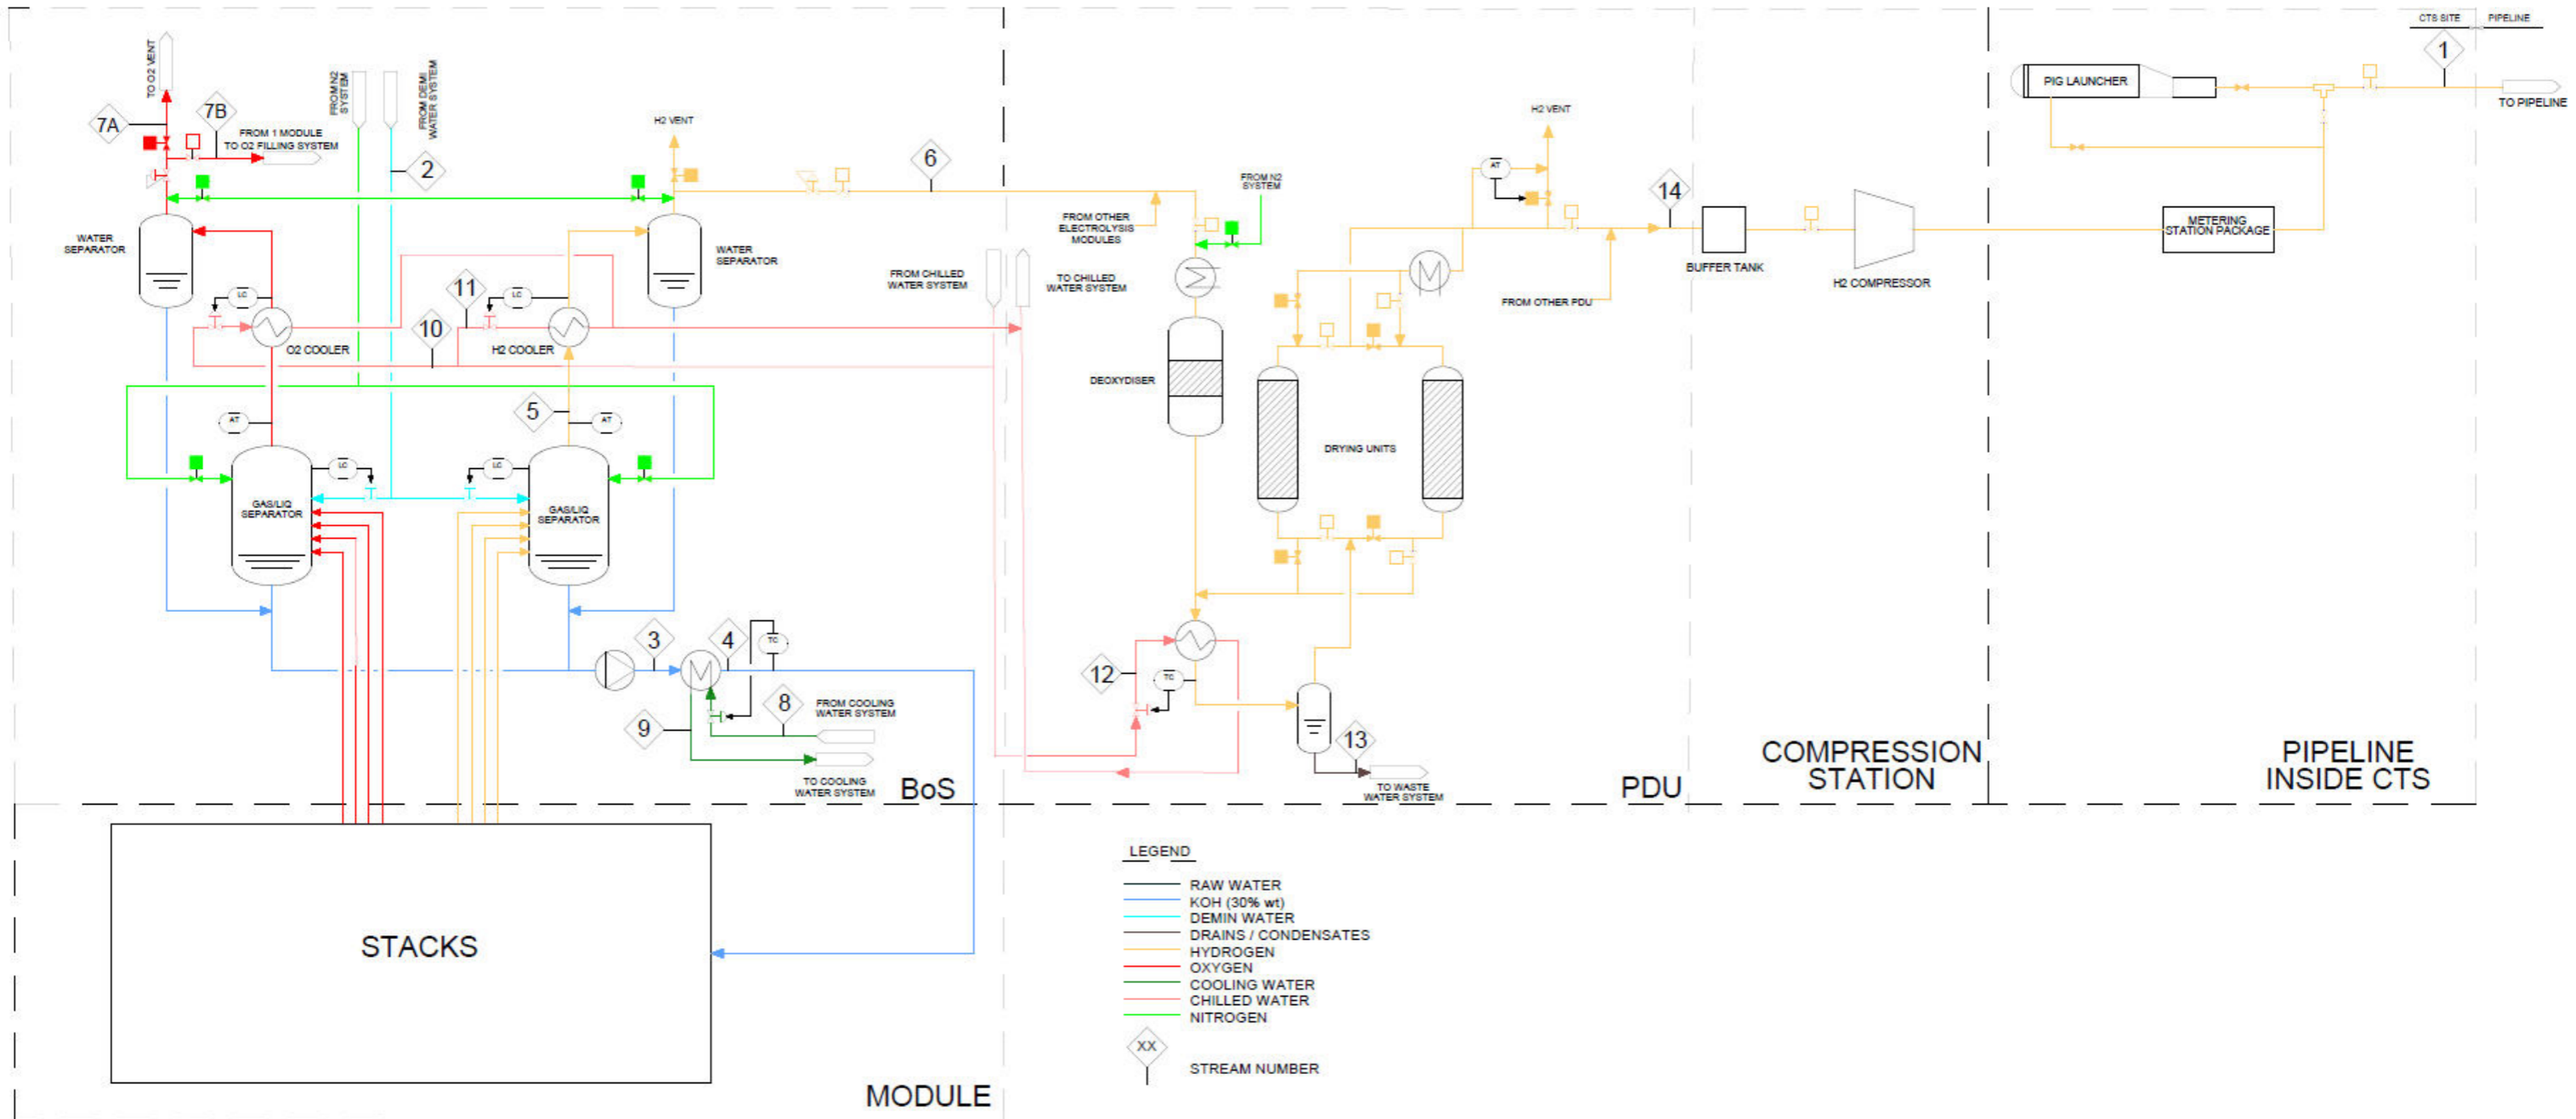 CTS SITE
PIPELINE
1
TO O2 VENT
FROM N2
SYSTEM
FROM DEMI
WATER SYSTEM
7A
7B
FROM 1 MODULE
TO O2 FILLING SYSTEM
2
H2 VENT
6
FROM N2
SYSTEM
H2 VENT
AT
14
PIG LAUNCHER
TO PIPELINE
WATER
SEPARATOR
WATER
SEPARATOR
FROM OTHER
ELECTROLYSIS
MODULES
FROM CHILLED
WATER SYSTEM
TO CHILLED
WATER SYSTEM
FROM OTHER PDU
BUFFER TANK
H2 COMPRESSOR
METERING
STATION PACKAGE
LC
11
LC
10
O2 COOLER
H2 COOLER
DEOXYDISER
AT
5
AT
DRYING UNITS
LC
LC
GAS/LIQ
SEPARATOR
GAS/LIQ
SEPARATOR
3
4
TC
8
FROM COOLING
WATER SYSTEM
9
TO COOLING
WATER SYSTEM
12
TC
13
TO WASTE
WATER SYSTEM
BoS
PDU
COMPRESSION
STATION
PIPELINE
INSIDE CTS
STACKS
MODULE
LEGEND
RAW WATER
KOH (30% wt)
DEMIN WATER
DRAINS / CONDENSATES
HYDROGEN
OXYGEN
COOLING WATER
CHILLED WATER
NITROGEN
XX
STREAM NUMBER